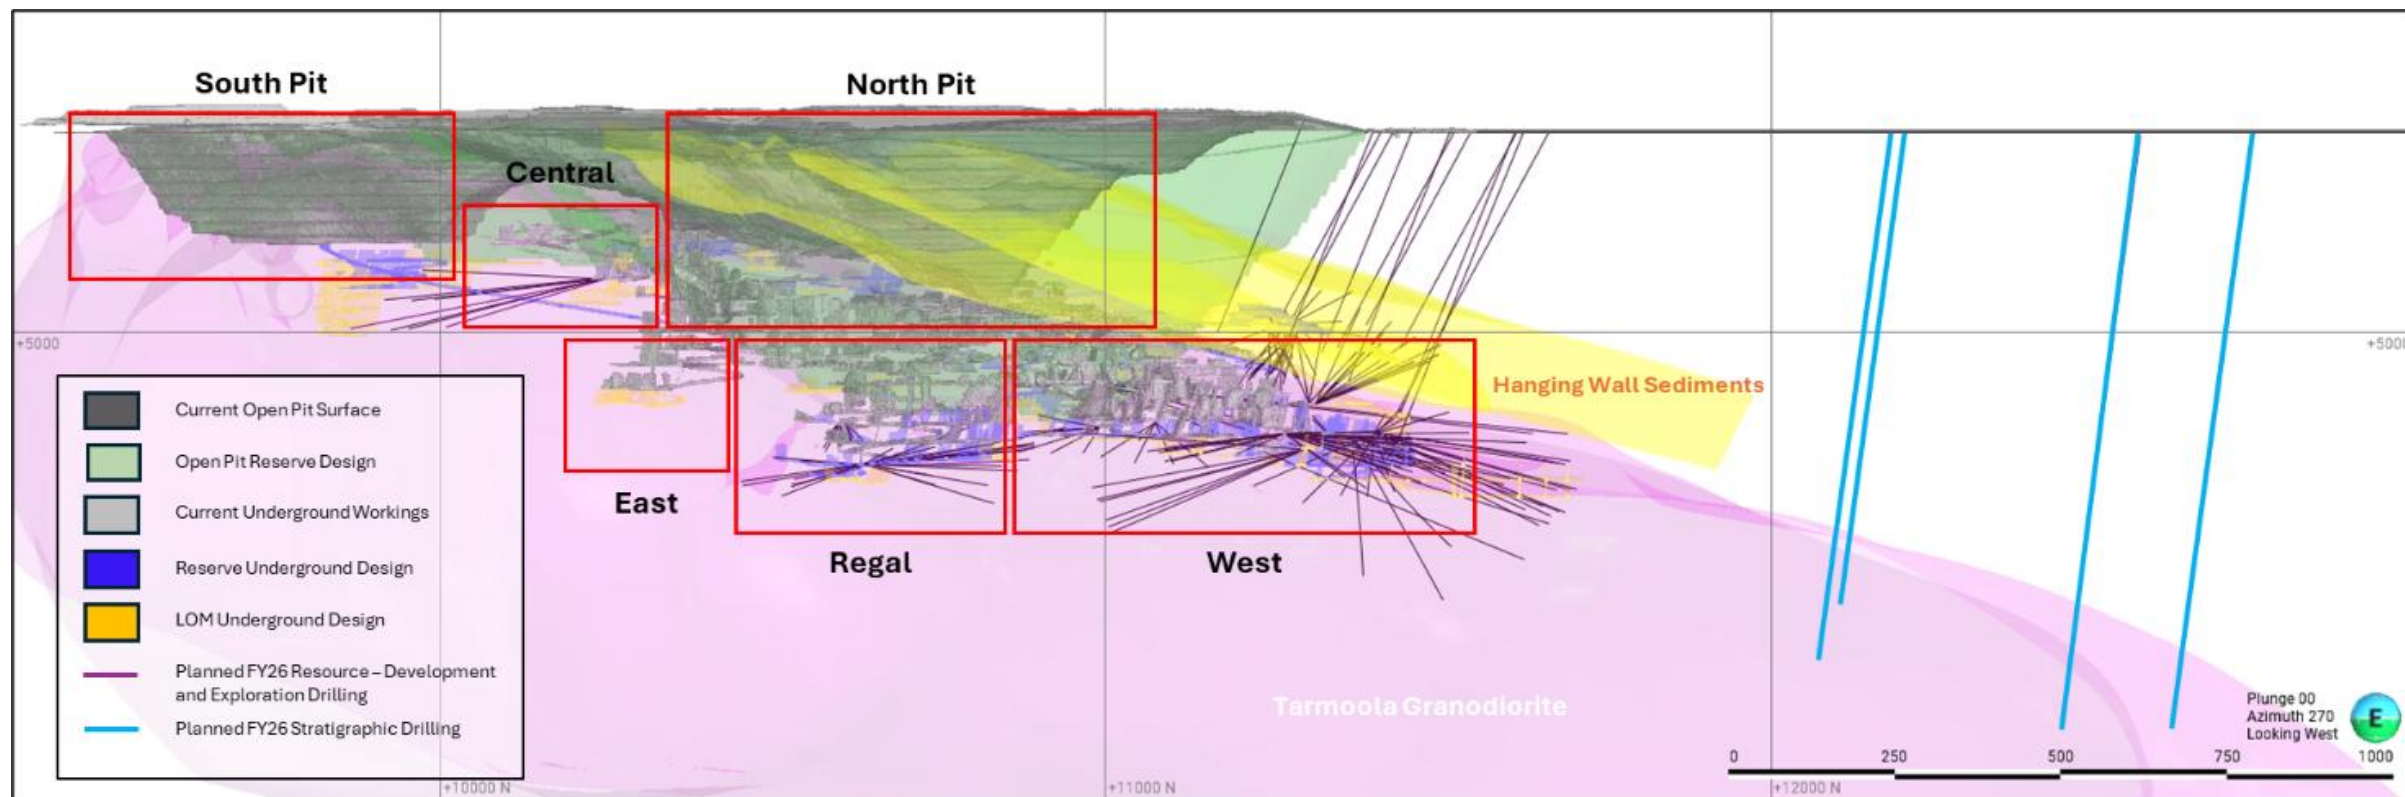 South Pit
North Pit
Central
+5000
+5000
Hanging Wall Sediments
Current Open Pit Surface
Open Pit Reserve Design
Current Underground Workings
Reserve Underground Design
LOM Underground Design
Planned FY26 Resource – Development
and Exploration Drilling
Planned FY26 Stratigraphic Drilling
East
Regal
West
Tarmoola Granodiorite
Plunge 00
Azimuth 270
Looking West
E
0 250 500 750 1000
+10000 N
+11000 N
+12000 N